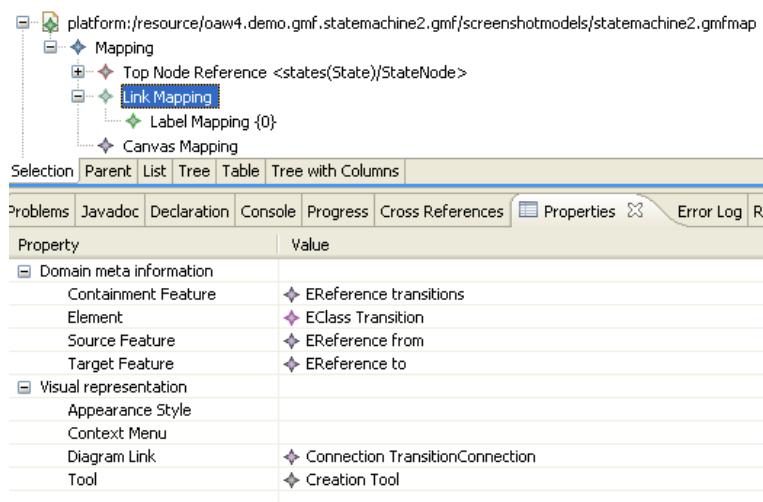 platform:/resource/oaw4.demo.gmf.statemachine2.gmf/screenshotmodels/statemachine2.gmfmap
Mapping
Top Node Reference <states(State)/StateNode>
Link Mapping
Label Mapping {0}
Canvas Mapping
Selection Parent List Tree Table Tree with Columns
Problems Javadoc Declaration Console Progress Cross References Properties Error Log R
Property Value
Domain meta information
Containment Feature EReference transitions
Element EClass Transition
Source Feature EReference from
Target Feature EReference to
Visual representation
Appearance Style
Context Menu
Diagram Link Connection TransitionConnection
Tool Creation Tool